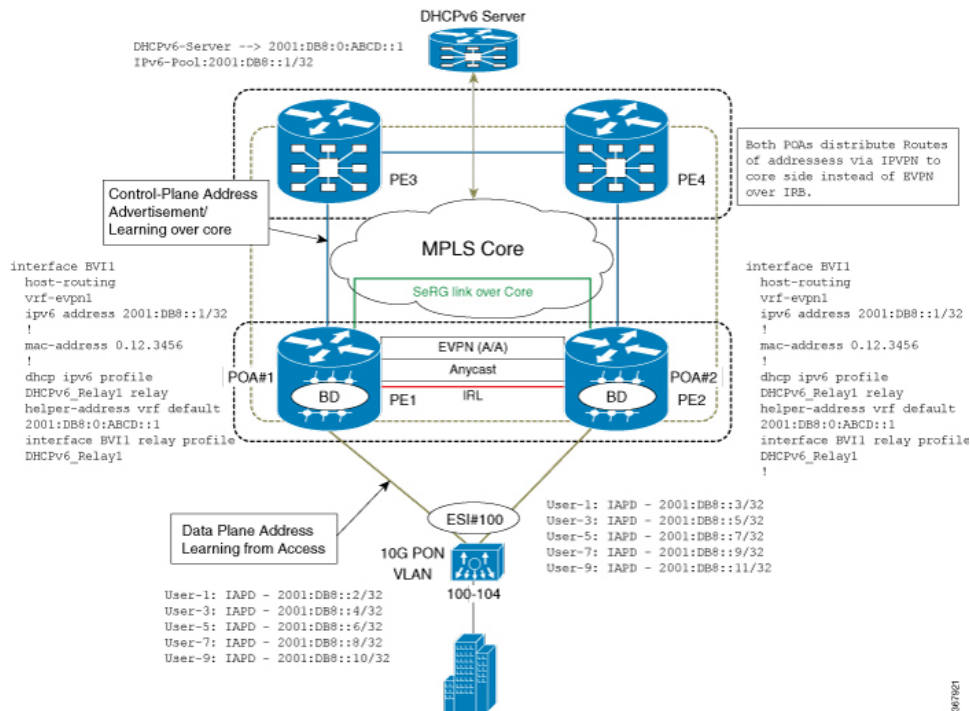 DHCPv6 Server
DHCPv6-Server --> 2001:DB8:0:ABCD::1
IPv6-Pool:2001:DB8::1/32
PE3
PE4
Both POAs distribute Routes
of addressess via IPVPN to
core side instead of EVPN
over IRB.
Control-Plane Address
Advertisement/
Learning over core
MPLS Core
SeRG link over Core
interface BVI1
host-routing
vrf-evpn1
ipv6 address 2001:DB8::1/32
!
mac-address 0.12.3456
!
dhcp ipv6 profile
DHCPv6_Relay1 relay
helper-address vrf default
2001:DB8:0:ABCD::1
interface BVI1 relay profile
DHCPv6_Relay1
POA#1
BD
PE1
EVPN (A/A)
Anycast
IRL
POA#2
BD
PE2
interface BVI1
host-routing
vrf-evpn1
ipv6 address 2001:DB8::1/32
!
mac-address 0.12.3456
!
dhcp ipv6 profile
DHCPv6_Relay1 relay
helper-address vrf default
2001:DB8:0:ABCD::1
interface BVI1 relay profile
DHCPv6_Relay1
!
Data Plane Address
Learning from Access
ESI#100
10G PON
VLAN
100-104
User-1: IAPD - 2001:DB8::3/32
User-3: IAPD - 2001:DB8::5/32
User-5: IAPD - 2001:DB8::7/32
User-7: IAPD - 2001:DB8::9/32
User-9: IAPD - 2001:DB8::11/32
User-1: IAPD - 2001:DB8::2/32
User-3: IAPD - 2001:DB8::4/32
User-5: IAPD - 2001:DB8::6/32
User-7: IAPD - 2001:DB8::8/32
User-9: IAPD - 2001:DB8::10/32
367921